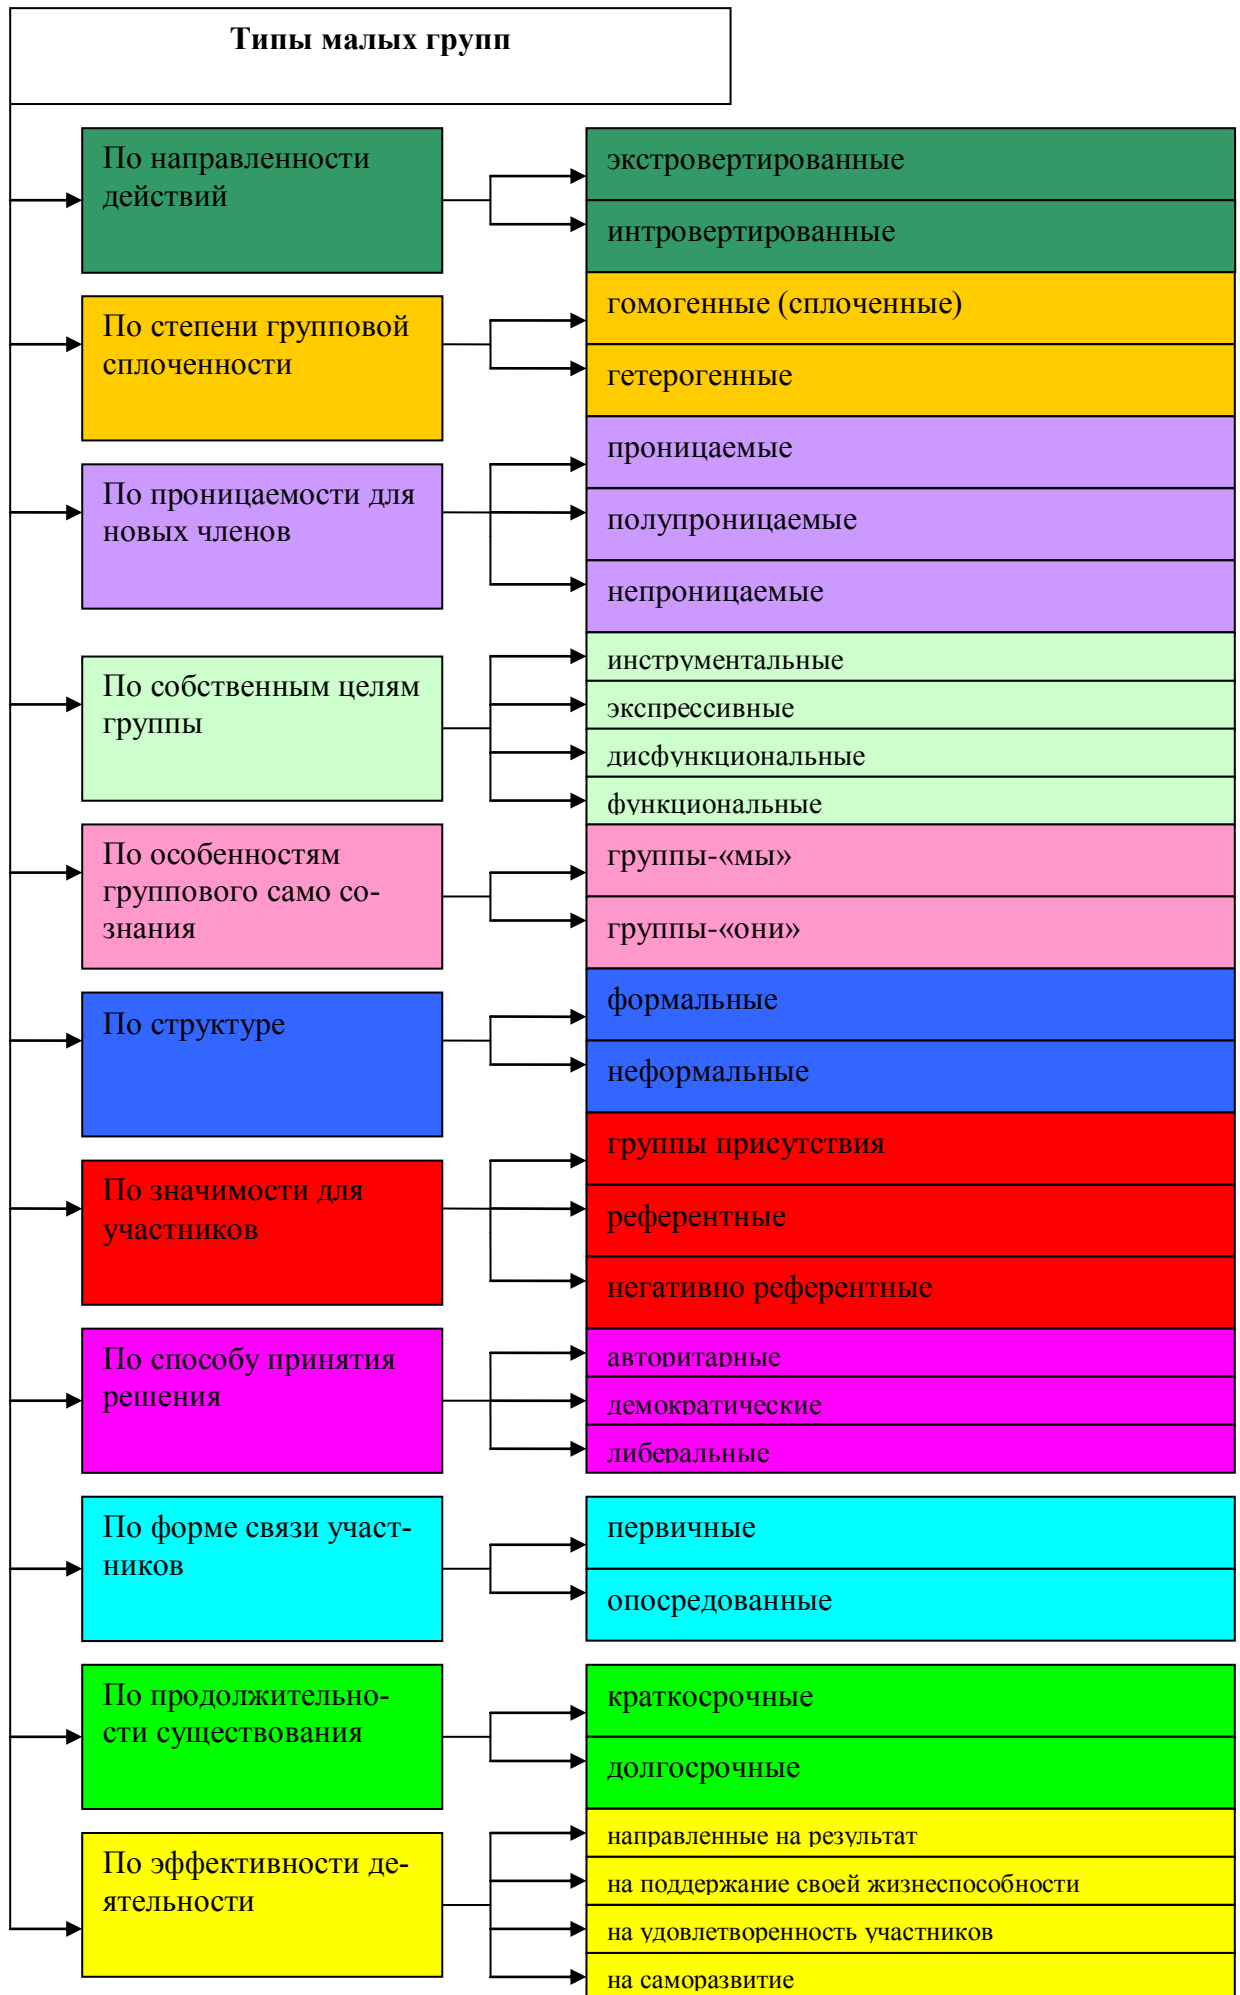 Типы малых групп
По направленности
действий
экстровертированные
интровертированные
По степени групповой
сплоченности
гомогенные (сплоченные)
гетерогенные
По проницаемости для
новых членов
проницаемые
полупроницаемые
непроницаемые
По собственным целям
группы
инструментальные
экспрессивные
дисфункциональные
функциональные
По особенностям
группового само со-
знания
группы-«мы»
группы-«они»
По структуре
формальные
неформальные
По значимости для
участников
группы присутствия
референтные
негативно референтные
По способу принятия
решения
авторитарные
демократические
либеральные
По форме связи участ-
ников
первичные
опосредованные
По продолжительно-
сти существования
краткосрочные
долгосрочные
По эффективности де-
ятельности
направленные на результат
на поддержание своей жизнеспособности
на удовлетворенность участников
на саморазвитие